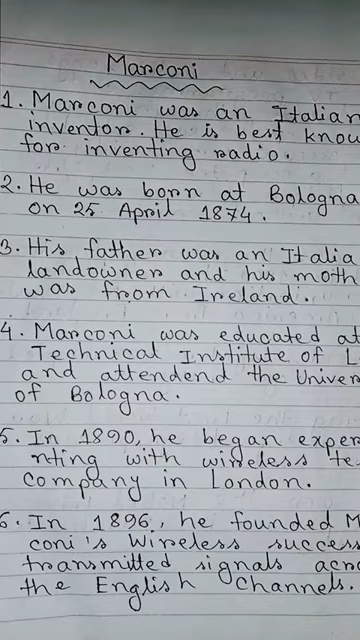 Marconi
1. Marconi was an Italian
inventor. He is best know
for inventing radio.
2. He was born at Bologna
on 25 April 1874.
3. His father was an Italia
landowner and his moth
was from Ireland.
4. Marconi was educated at
Technical Institute of L
and attendend the Univer
of Bologna.
5. In 1890, he began exper
nting with wireless te
company in London.
6. In 1896, he founded M
coni's Wireless success
transmitted signals acro
the English Channels.